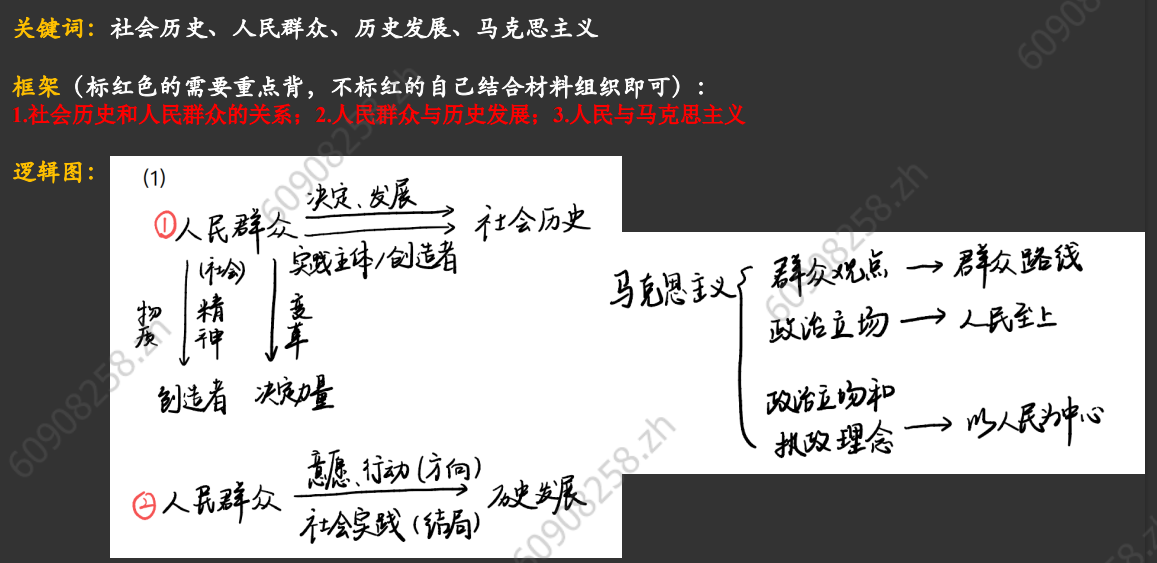 关键词：社会历史、人民群众、历史发展、马克思主义
框架（标红色的需要重点背，不标红的自己结合材料组织即可）：
1.社会历史和人民群众的关系；2.人民群众与历史发展；3.人民与马克思主义
逻辑图：
(1)
①人民群众 决定、发展 社会历史
实践主体/创造者
物质
(社会)
精神
变革
创造者 决定力量
②人民群众 意愿、行动(方向) 历史发展
社会实践(结局)
马克思主义
群众观点→群众路线
政治立场→人民至上
政治立场和
执政理念→以人民为中心
60908258.zh
60908258.zh
60908258.zh
60908258.zh
60908258.zh
60908258.zh